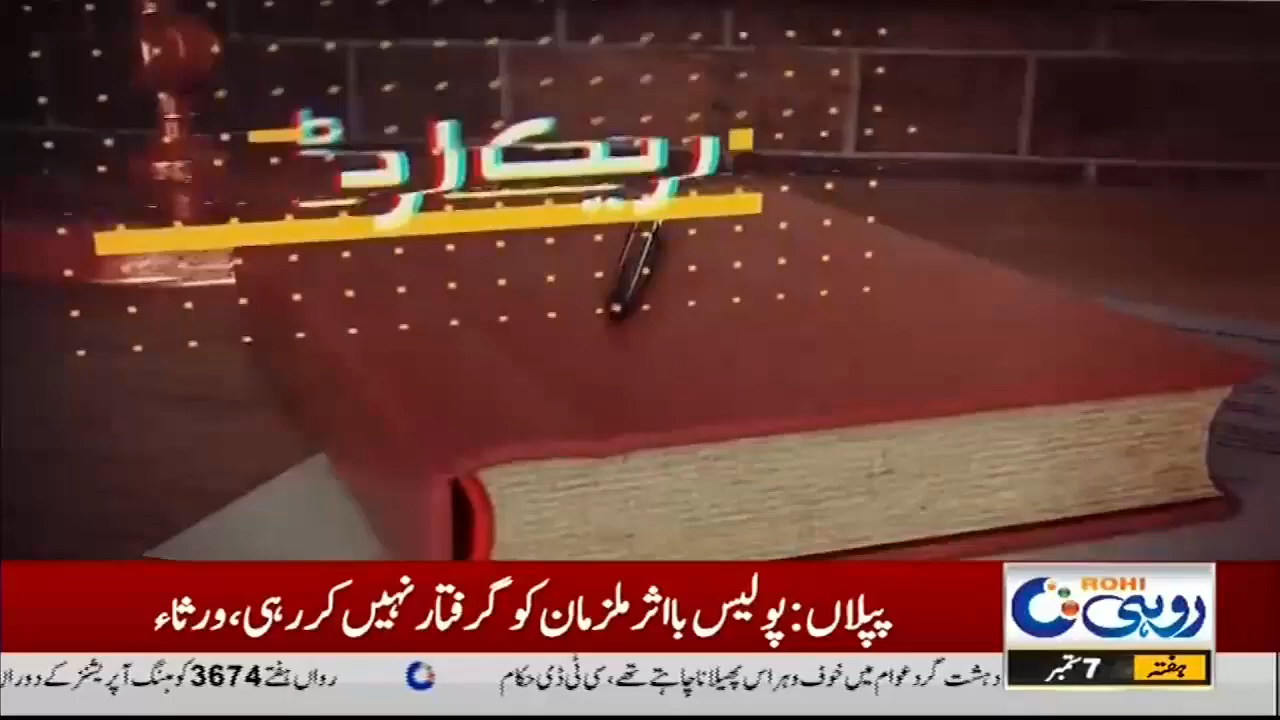 ریکارڈ
پپلاں: پولیس بااثر ملزمان کو گرفتار نہیں کر رہی، ورثاء
ROHI
روہی
ہفتہ 7 ستمبر
دہشت گرد عوام میں خوف وہراس پھیلانا چاہتے تھے، سی ٹی ڈی حکام رواں ہفتے 3674 کومبنگ آپریشنز کے دوران